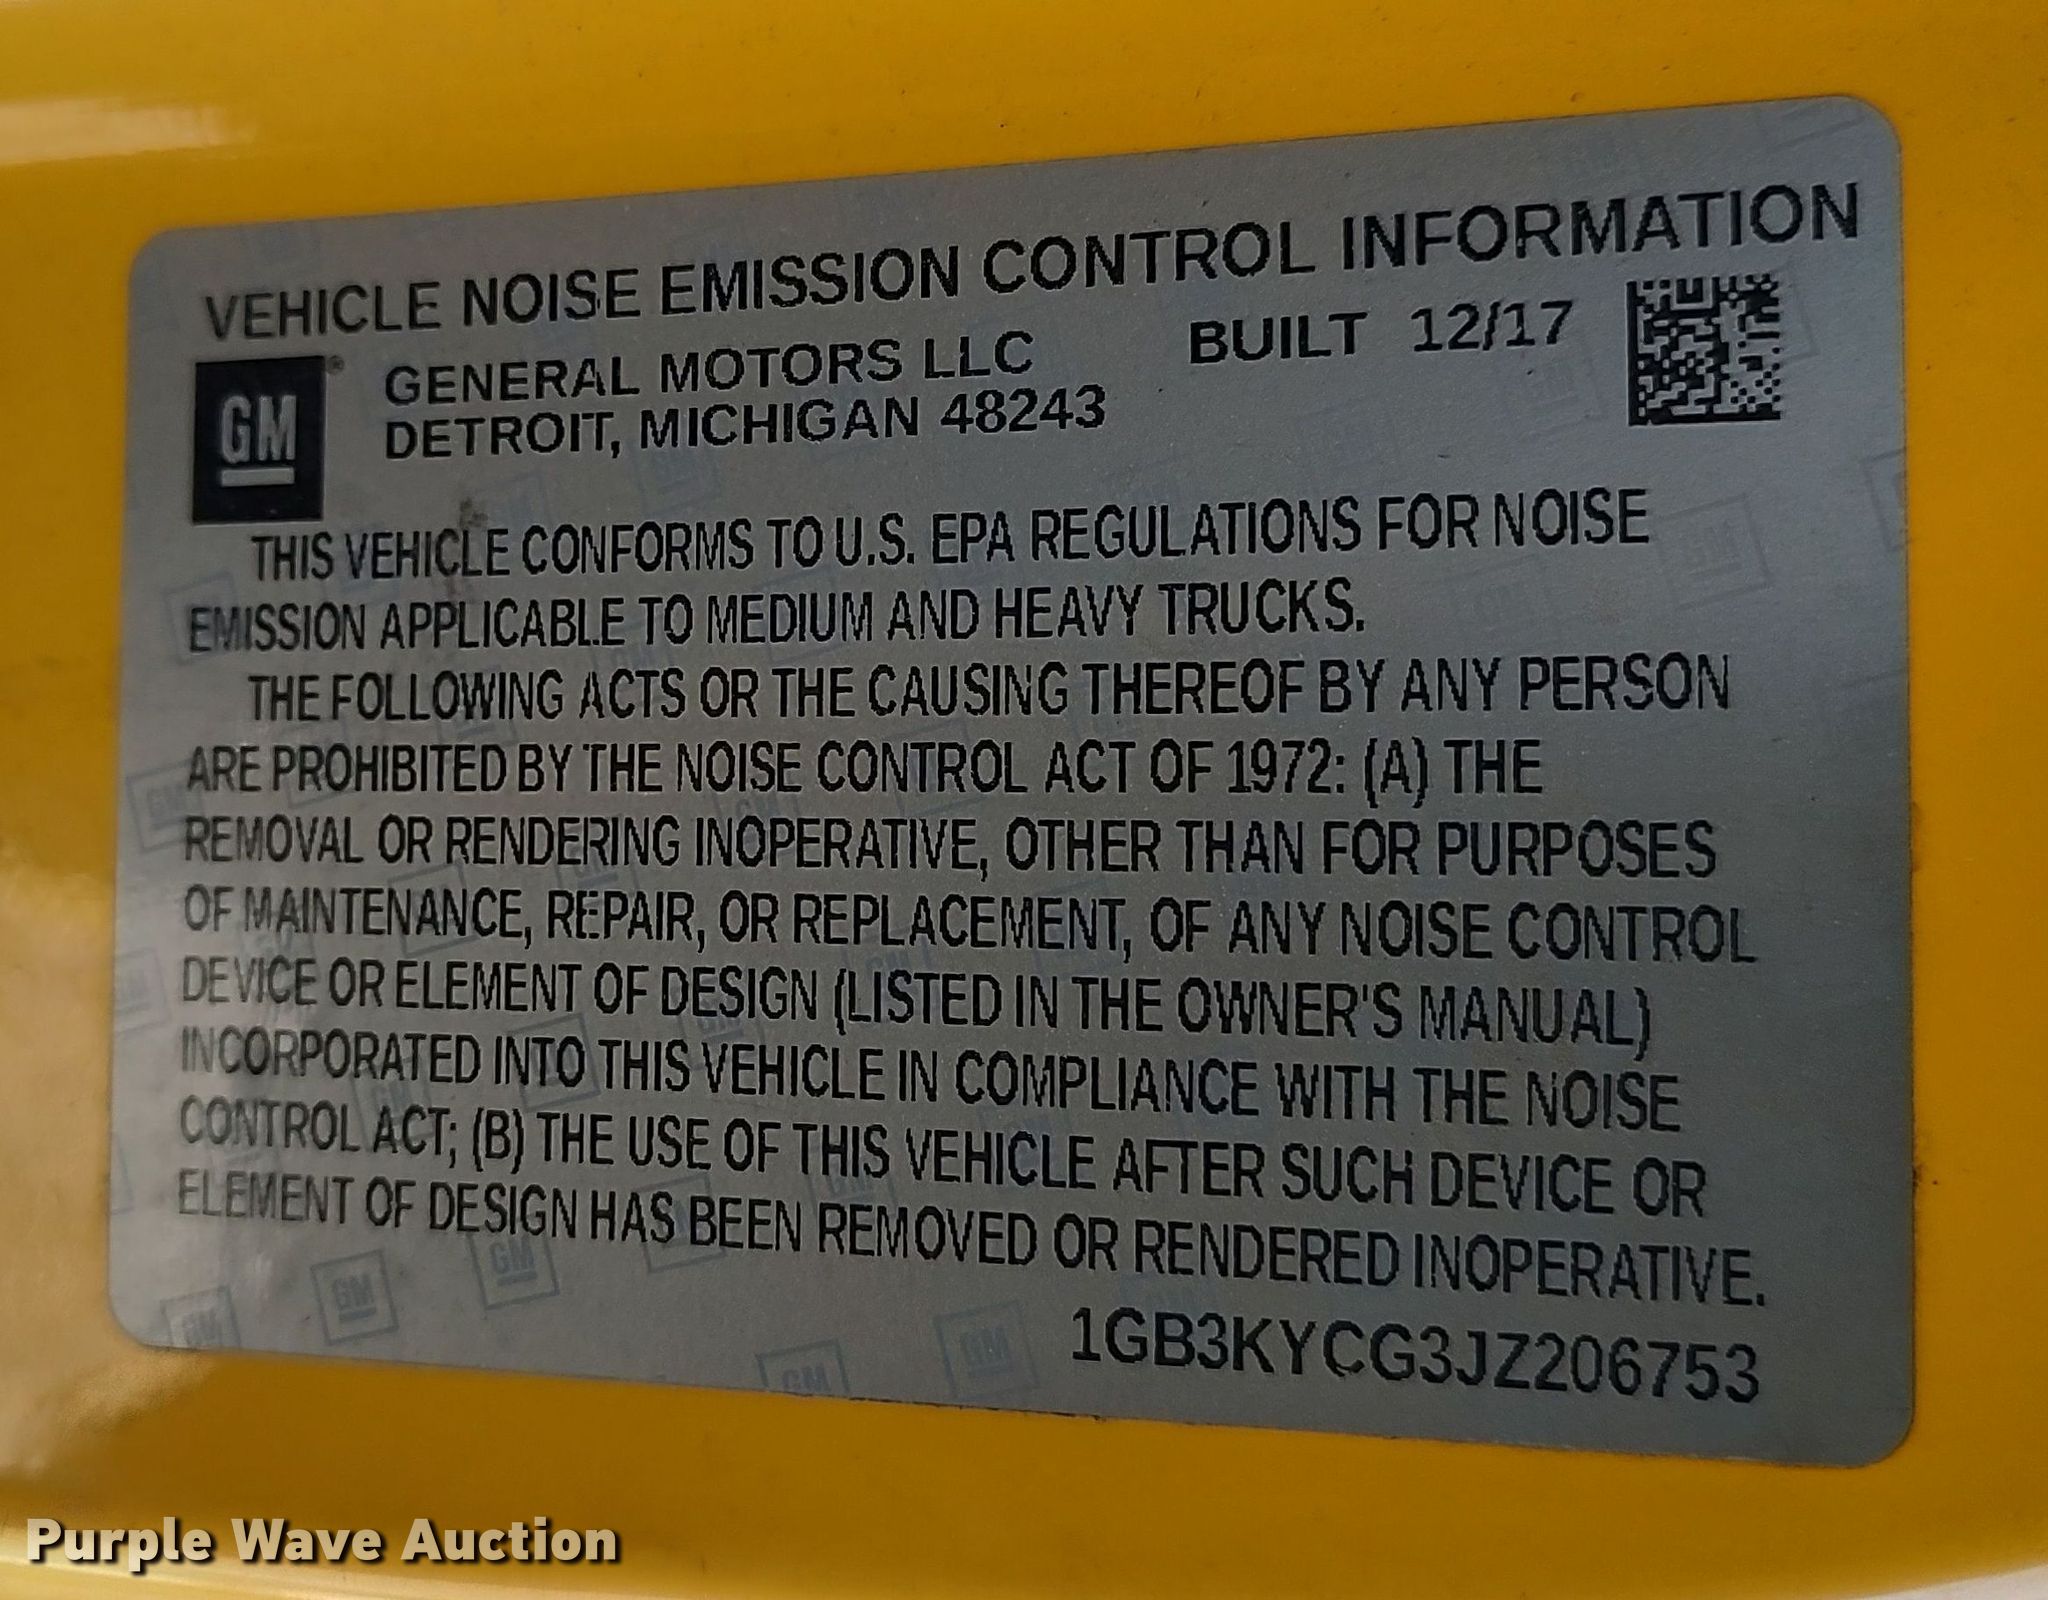 VEHICLE NOISE EMISSION CONTROL INFORMATION
GM®
GENERAL MOTORS LLC
DETROIT, MICHIGAN 48243
BUILT 12/17
THIS VEHICLE CONFORMS TO U.S. EPA REGULATIONS FOR NOISE
EMISSION APPLICABLE TO MEDIUM AND HEAVY TRUCKS.
THE FOLLOWING ACTS OR THE CAUSING THEREOF BY ANY PERSON
ARE PROHIBITED BY THE NOISE CONTROL ACT OF 1972: (A) THE
REMOVAL OR RENDERING INOPERATIVE, OTHER THAN FOR PURPOSES
OF MAINTENANCE, REPAIR, OR REPLACEMENT, OF ANY NOISE CONTROL
DEVICE OR ELEMENT OF DESIGN (LISTED IN THE OWNER'S MANUAL)
INCORPORATED INTO THIS VEHICLE IN COMPLIANCE WITH THE NOISE
CONTROL ACT; (B) THE USE OF THIS VEHICLE AFTER SUCH DEVICE OR
ELEMENT OF DESIGN HAS BEEN REMOVED OR RENDERED INOPERATIVE.
1GB3KYCG3JZ206753
Purple Wave Auction